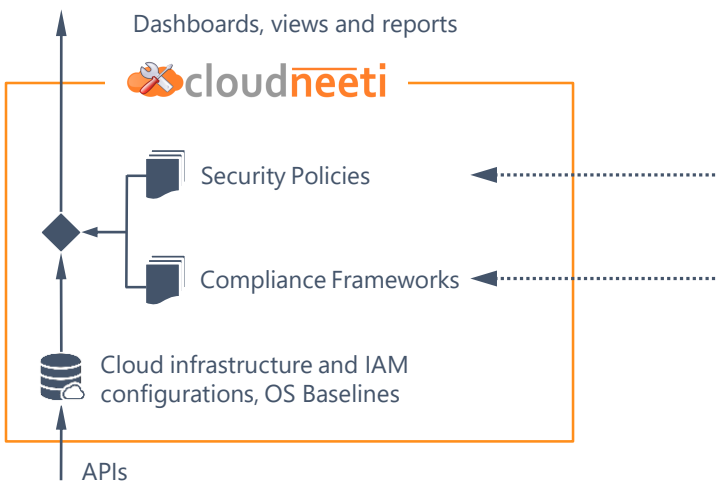 Dashboards, views and reports
cloudneeti
Security Policies
Compliance Frameworks
Cloud infrastructure and IAM
configurations, OS Baselines
APIs